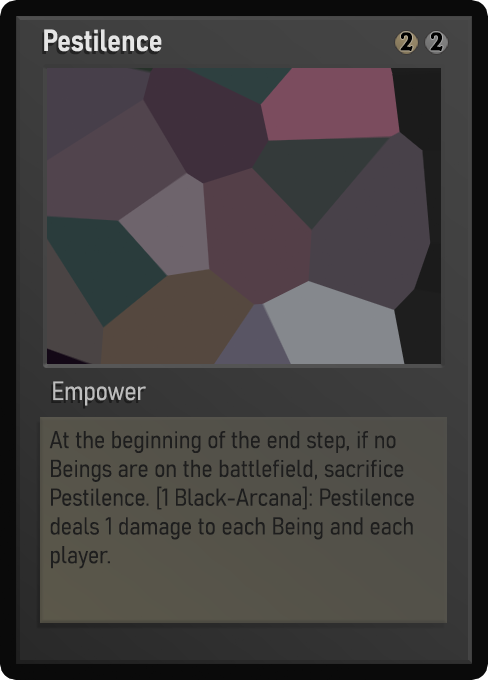 Pestilence 2 2
Empower
At the beginning of the end step, if no
Beings are on the battlefield, sacrifice
Pestilence. [1 Black-Arcana]: Pestilence
deals 1 damage to each Being and each
player.